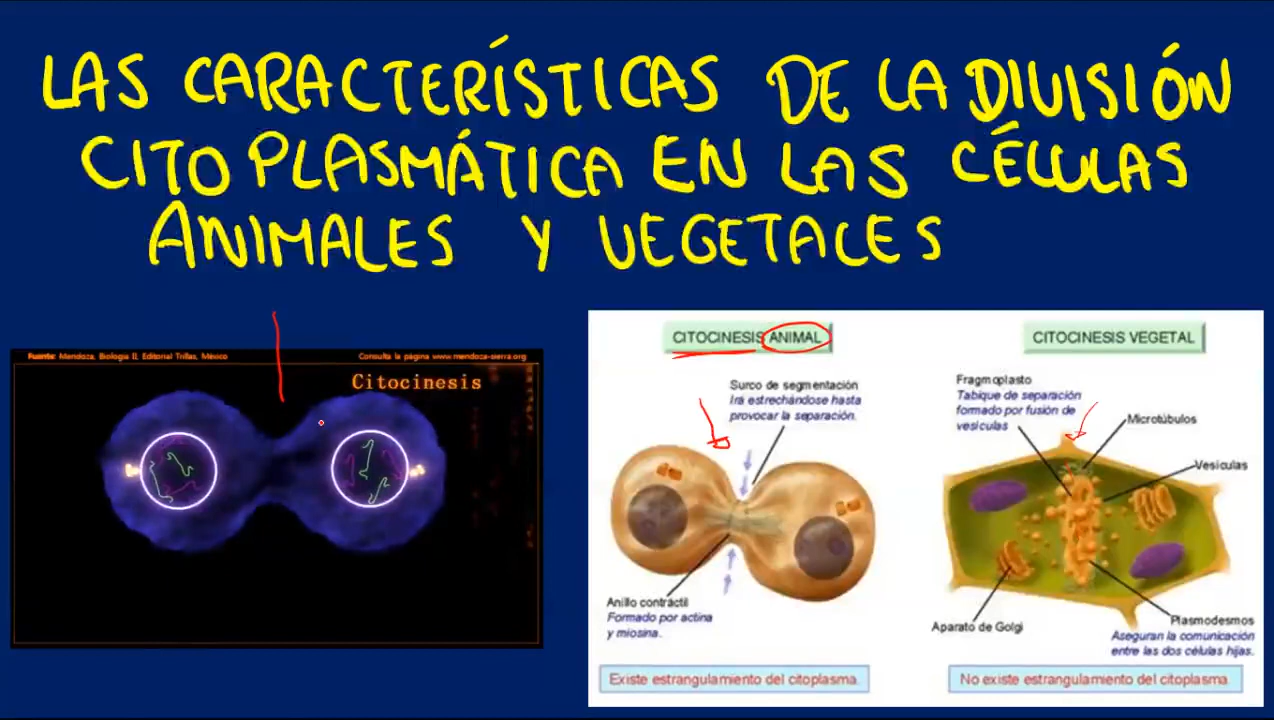 LAS CARACTERÍSTICAS DE LA DIVISIÓN
CITOPLASMÁTICA EN LAS CÉLULAS
ANIMALES Y VEGETALES
Fuente: Mendoza, Biología II, Editorial Trillas, México
Consulta la página www.mendoza-sierra.org
Citocinesis
CITOCINESIS ANIMAL
Surco de segmentación
Irá estrechándose hasta
provocar la separación.
Anillo contráctil
Formado por actina
y miosina.
Existe estrangulamiento del citoplasma.
CITOCINESIS VEGETAL
Fragmoplasto
Tabique de separación
formado por fusión de
vesículas
Microtúbulos
Vesículas
Aparato de Golgi
Plasmodesmos
Aseguran la comunicación
entre las dos células hijas.
No existe estrangulamiento del citoplasma.